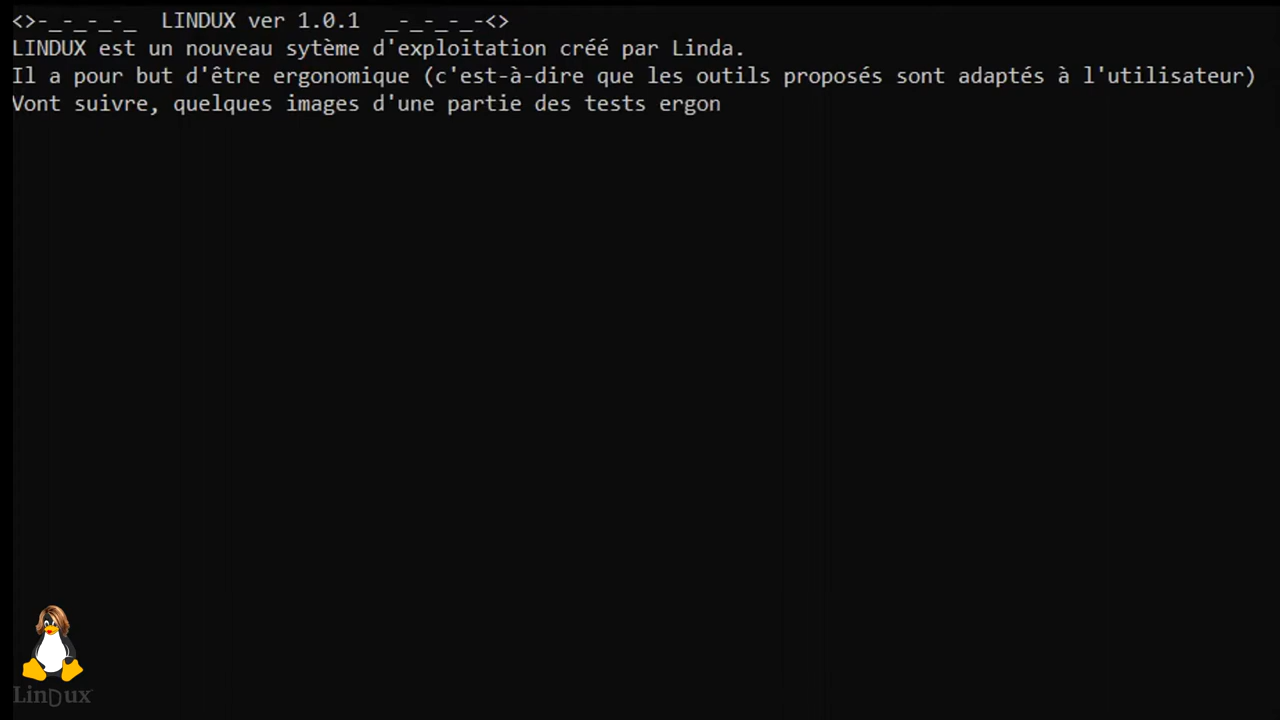 <>-_-_-_-_  LINDUX ver 1.0.1  _-_-_-_-<>
LINDUX est un nouveau sytème d'exploitation créé par Linda.
Il a pour but d'être ergonomique (c'est-à-dire que les outils proposés sont adaptés à l'utilisateur)
Vont suivre, quelques images d'une partie des tests ergon
LinDux